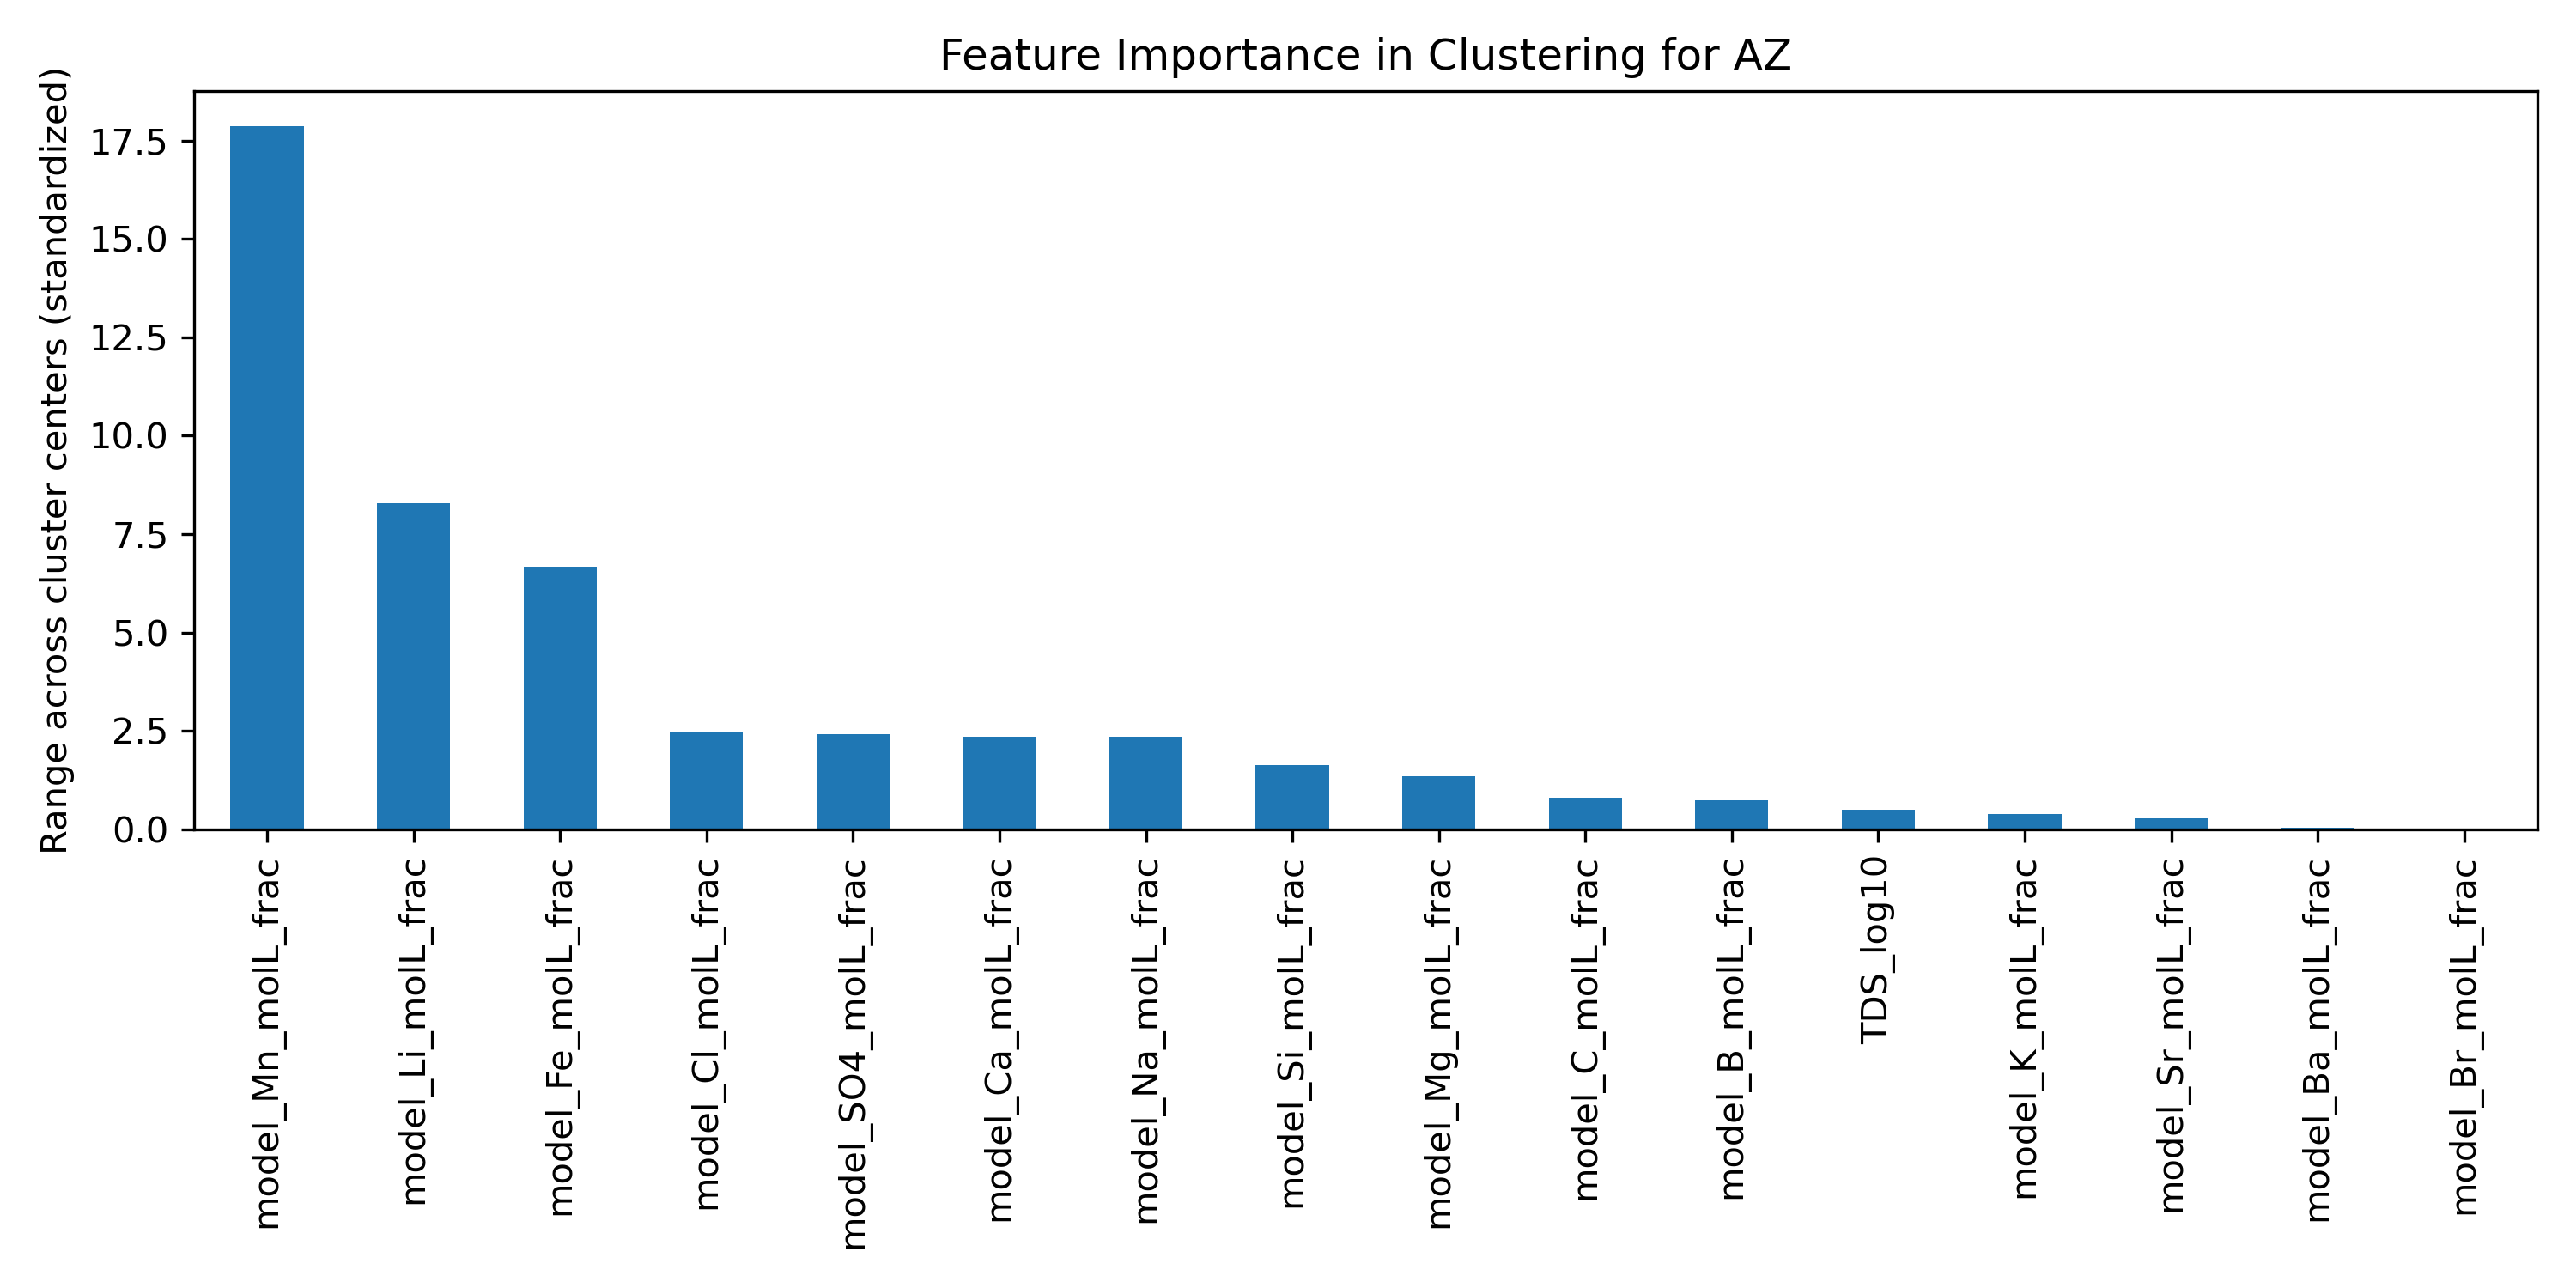 Feature Importance in Clustering for AZ
Range across cluster centers (standardized)
17.5
15.0
12.5
10.0
7.5
5.0
2.5
0.0
model_Mn_molL_frac
model_Li_molL_frac
model_Fe_molL_frac
model_Cl_molL_frac
model_SO4_molL_frac
model_Ca_molL_frac
model_Na_molL_frac
model_Si_molL_frac
model_Mg_molL_frac
model_C_molL_frac
model_B_molL_frac
TDS_log10
model_K_molL_frac
model_Sr_molL_frac
model_Ba_molL_frac
model_Br_molL_frac